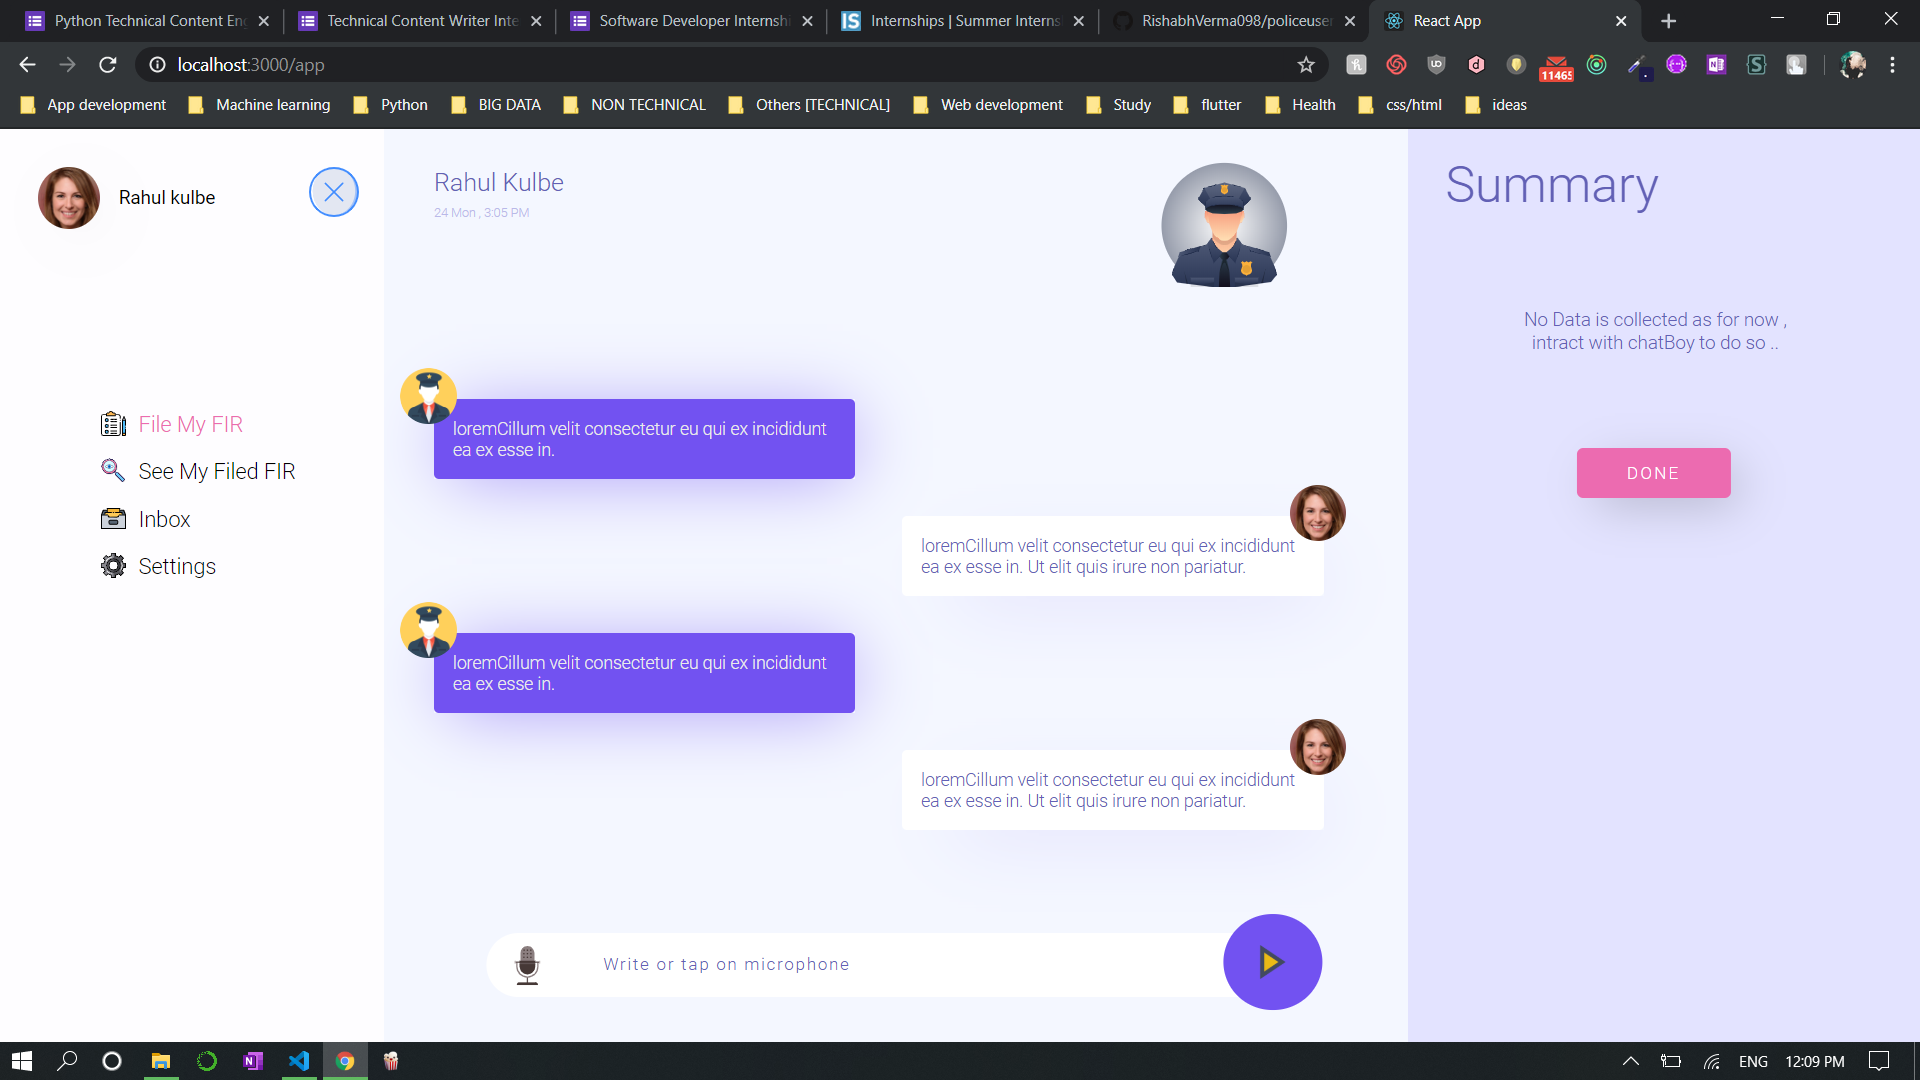 Python Technical Content Eng
Technical Content Writer Inte
Software Developer Internshi
Internships | Summer Interns
RishabhVerma098/policeuser
React App
localhost:3000/app
11465
App development
Machine learning
Python
BIG DATA
NON TECHNICAL
Others [TECHNICAL]
Web development
Study
flutter
Health
css/html
ideas
Rahul kulbe
File My FIR
See My Filed FIR
Inbox
Settings
Rahul Kulbe
24 Mon , 3:05 PM
loremCillum velit consectetur eu qui ex incididunt
ea ex esse in.
loremCillum velit consectetur eu qui ex incididunt
ea ex esse in. Ut elit quis irure non pariatur.
loremCillum velit consectetur eu qui ex incididunt
ea ex esse in.
loremCillum velit consectetur eu qui ex incididunt
ea ex esse in. Ut elit quis irure non pariatur.
Write or tap on microphone
Summary
No Data is collected as for now ,
intract with chatBoy to do so ..
DONE
ENG
12:09 PM